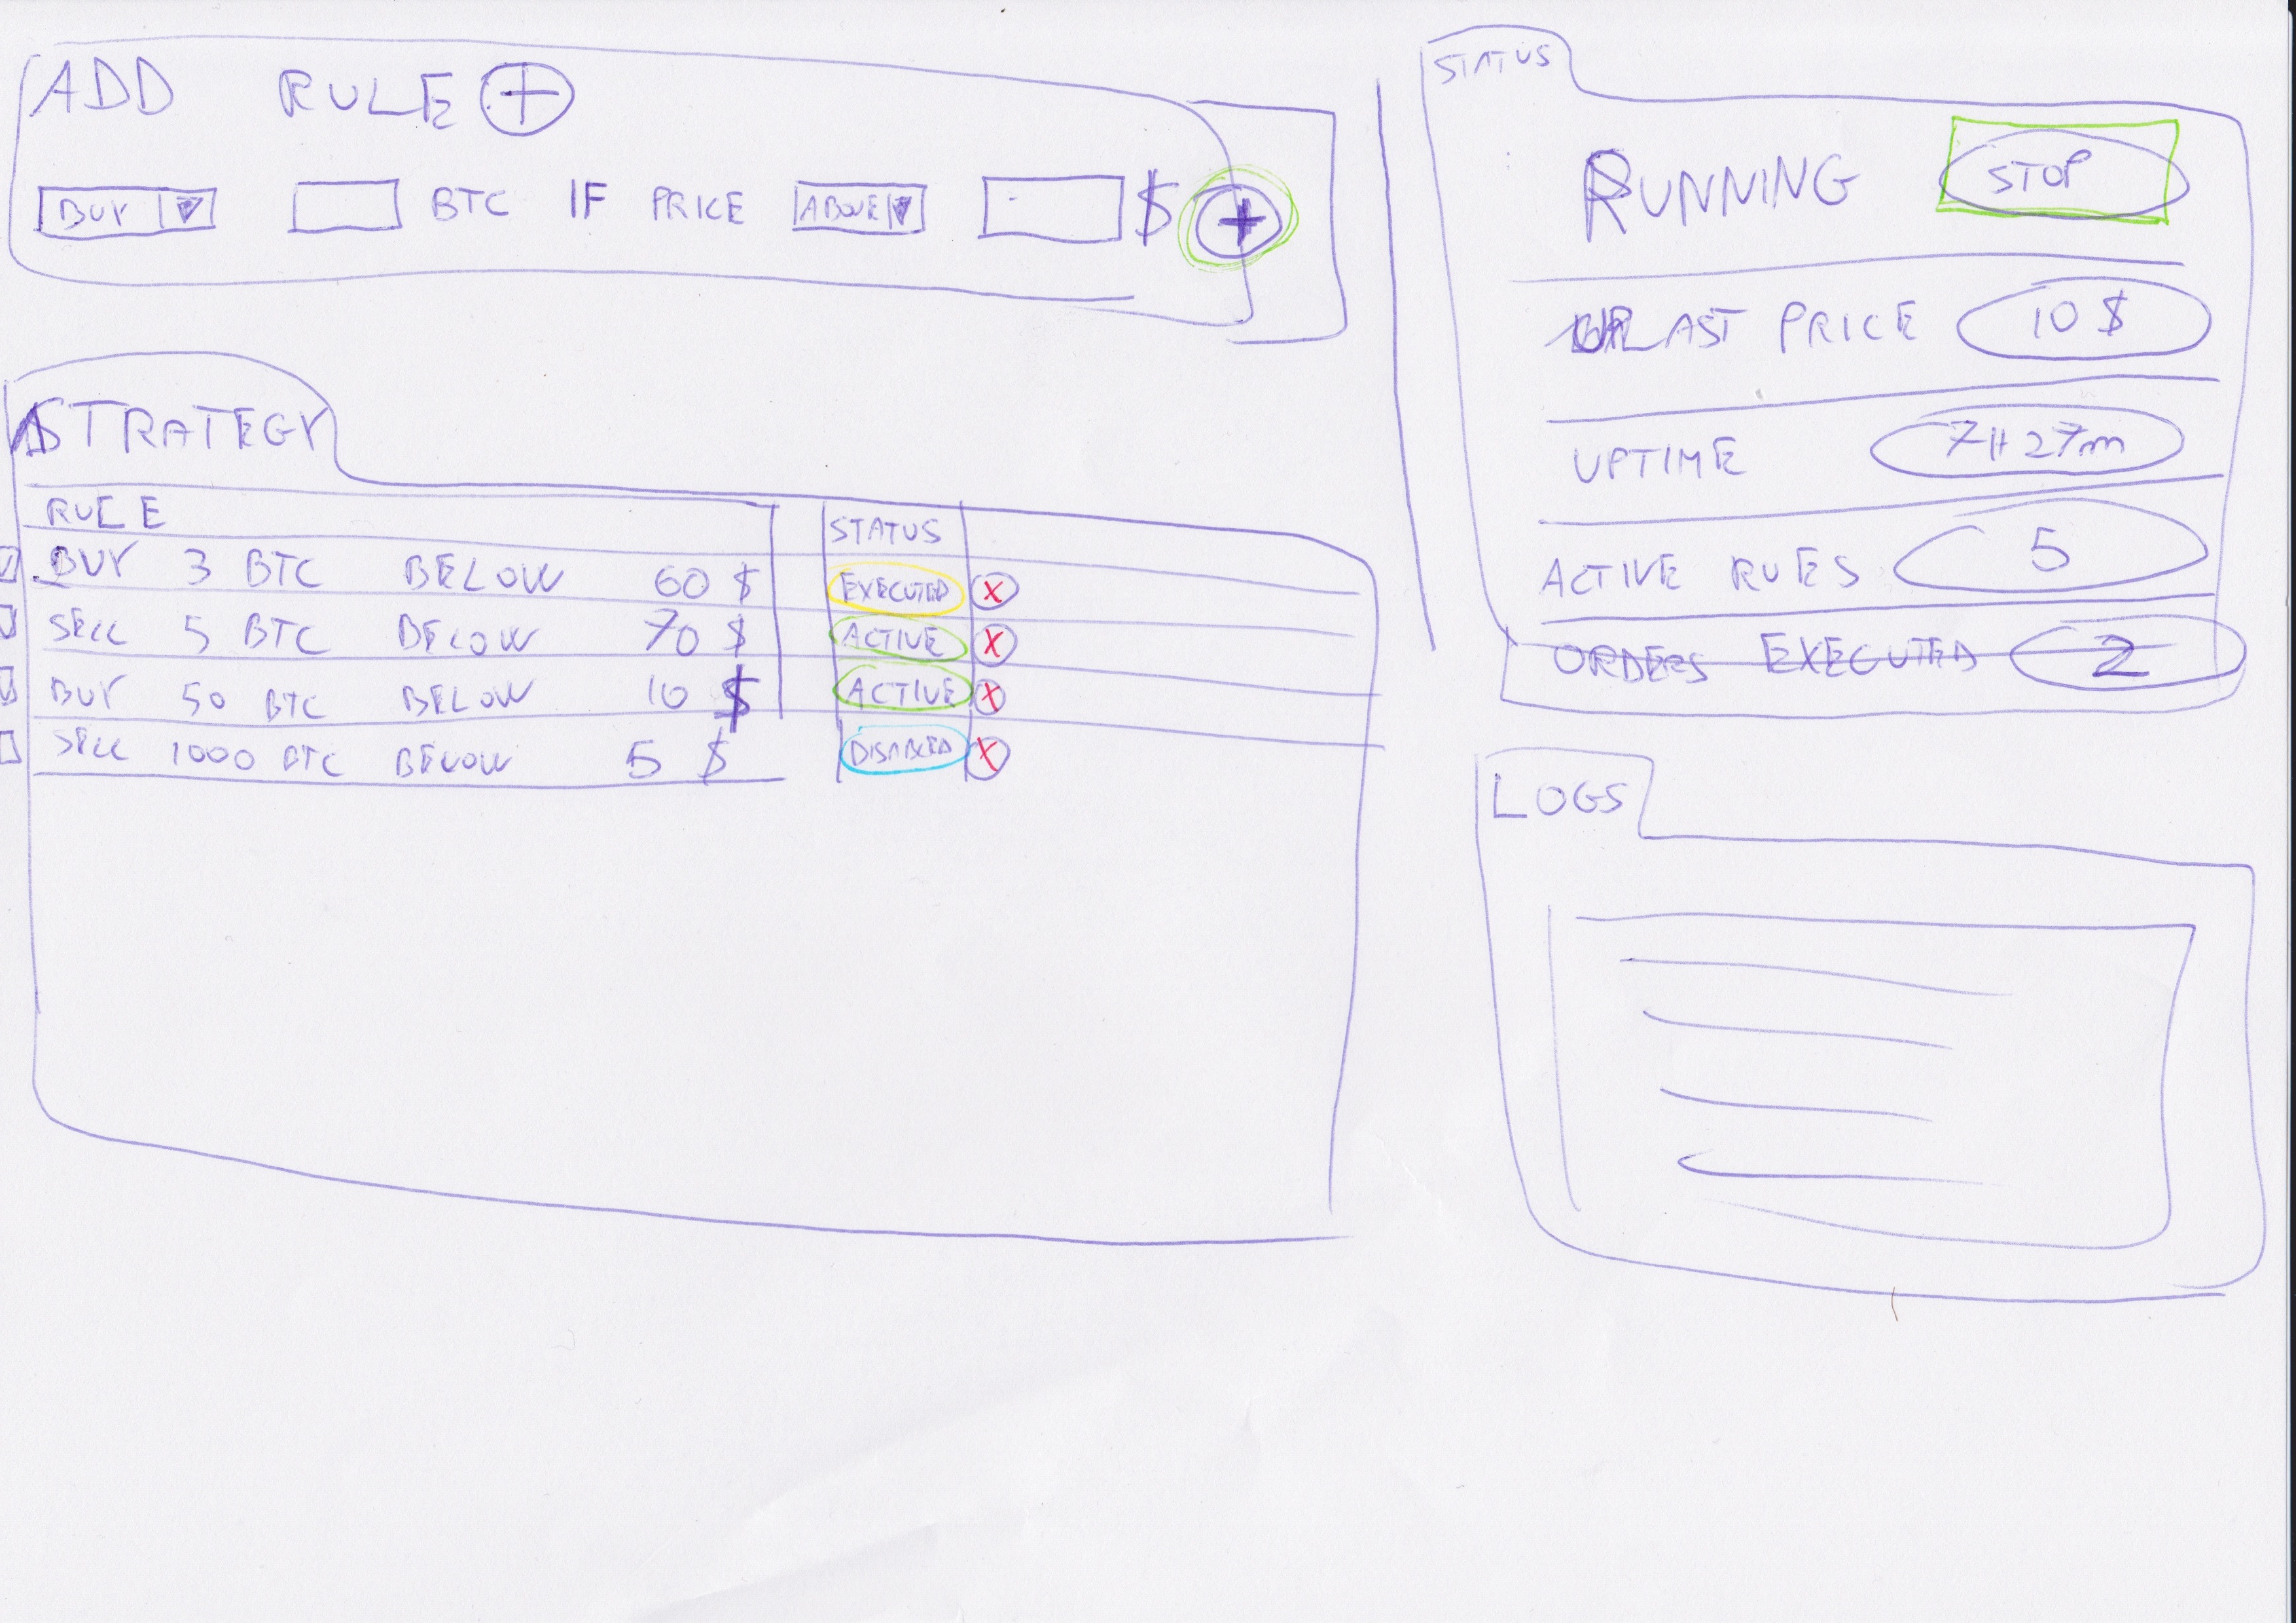 ADD RULE +
BUY BTC IF PRICE ABOVE $ +
STRATEGY
RULE STATUS
BUY 3 BTC BELOW 60 $ EXECUTED X
SELL 5 BTC BELOW 70 $ ACTIVE X
BUY 50 BTC BELOW 10 $ ACTIVE X
SELL 1000 BTC BELOW 5 $ DISABLED X
STATUS
RUNNING STOP
LAST PRICE 10 $
UPTIME 7H 27m
ACTIVE RUES 5
ORDERS EXECUTED 2
LOGS